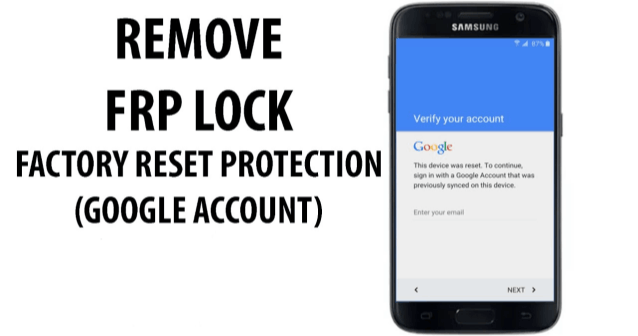 REMOVE
FRP LOCK
FACTORY RESET PROTECTION
(GOOGLE ACCOUNT)
SAMSUNG
87%
Verify your account
Google
This device was reset. To continue,
sign in with a Google Account that was
previously synced on this device.
Enter your email
NEXT